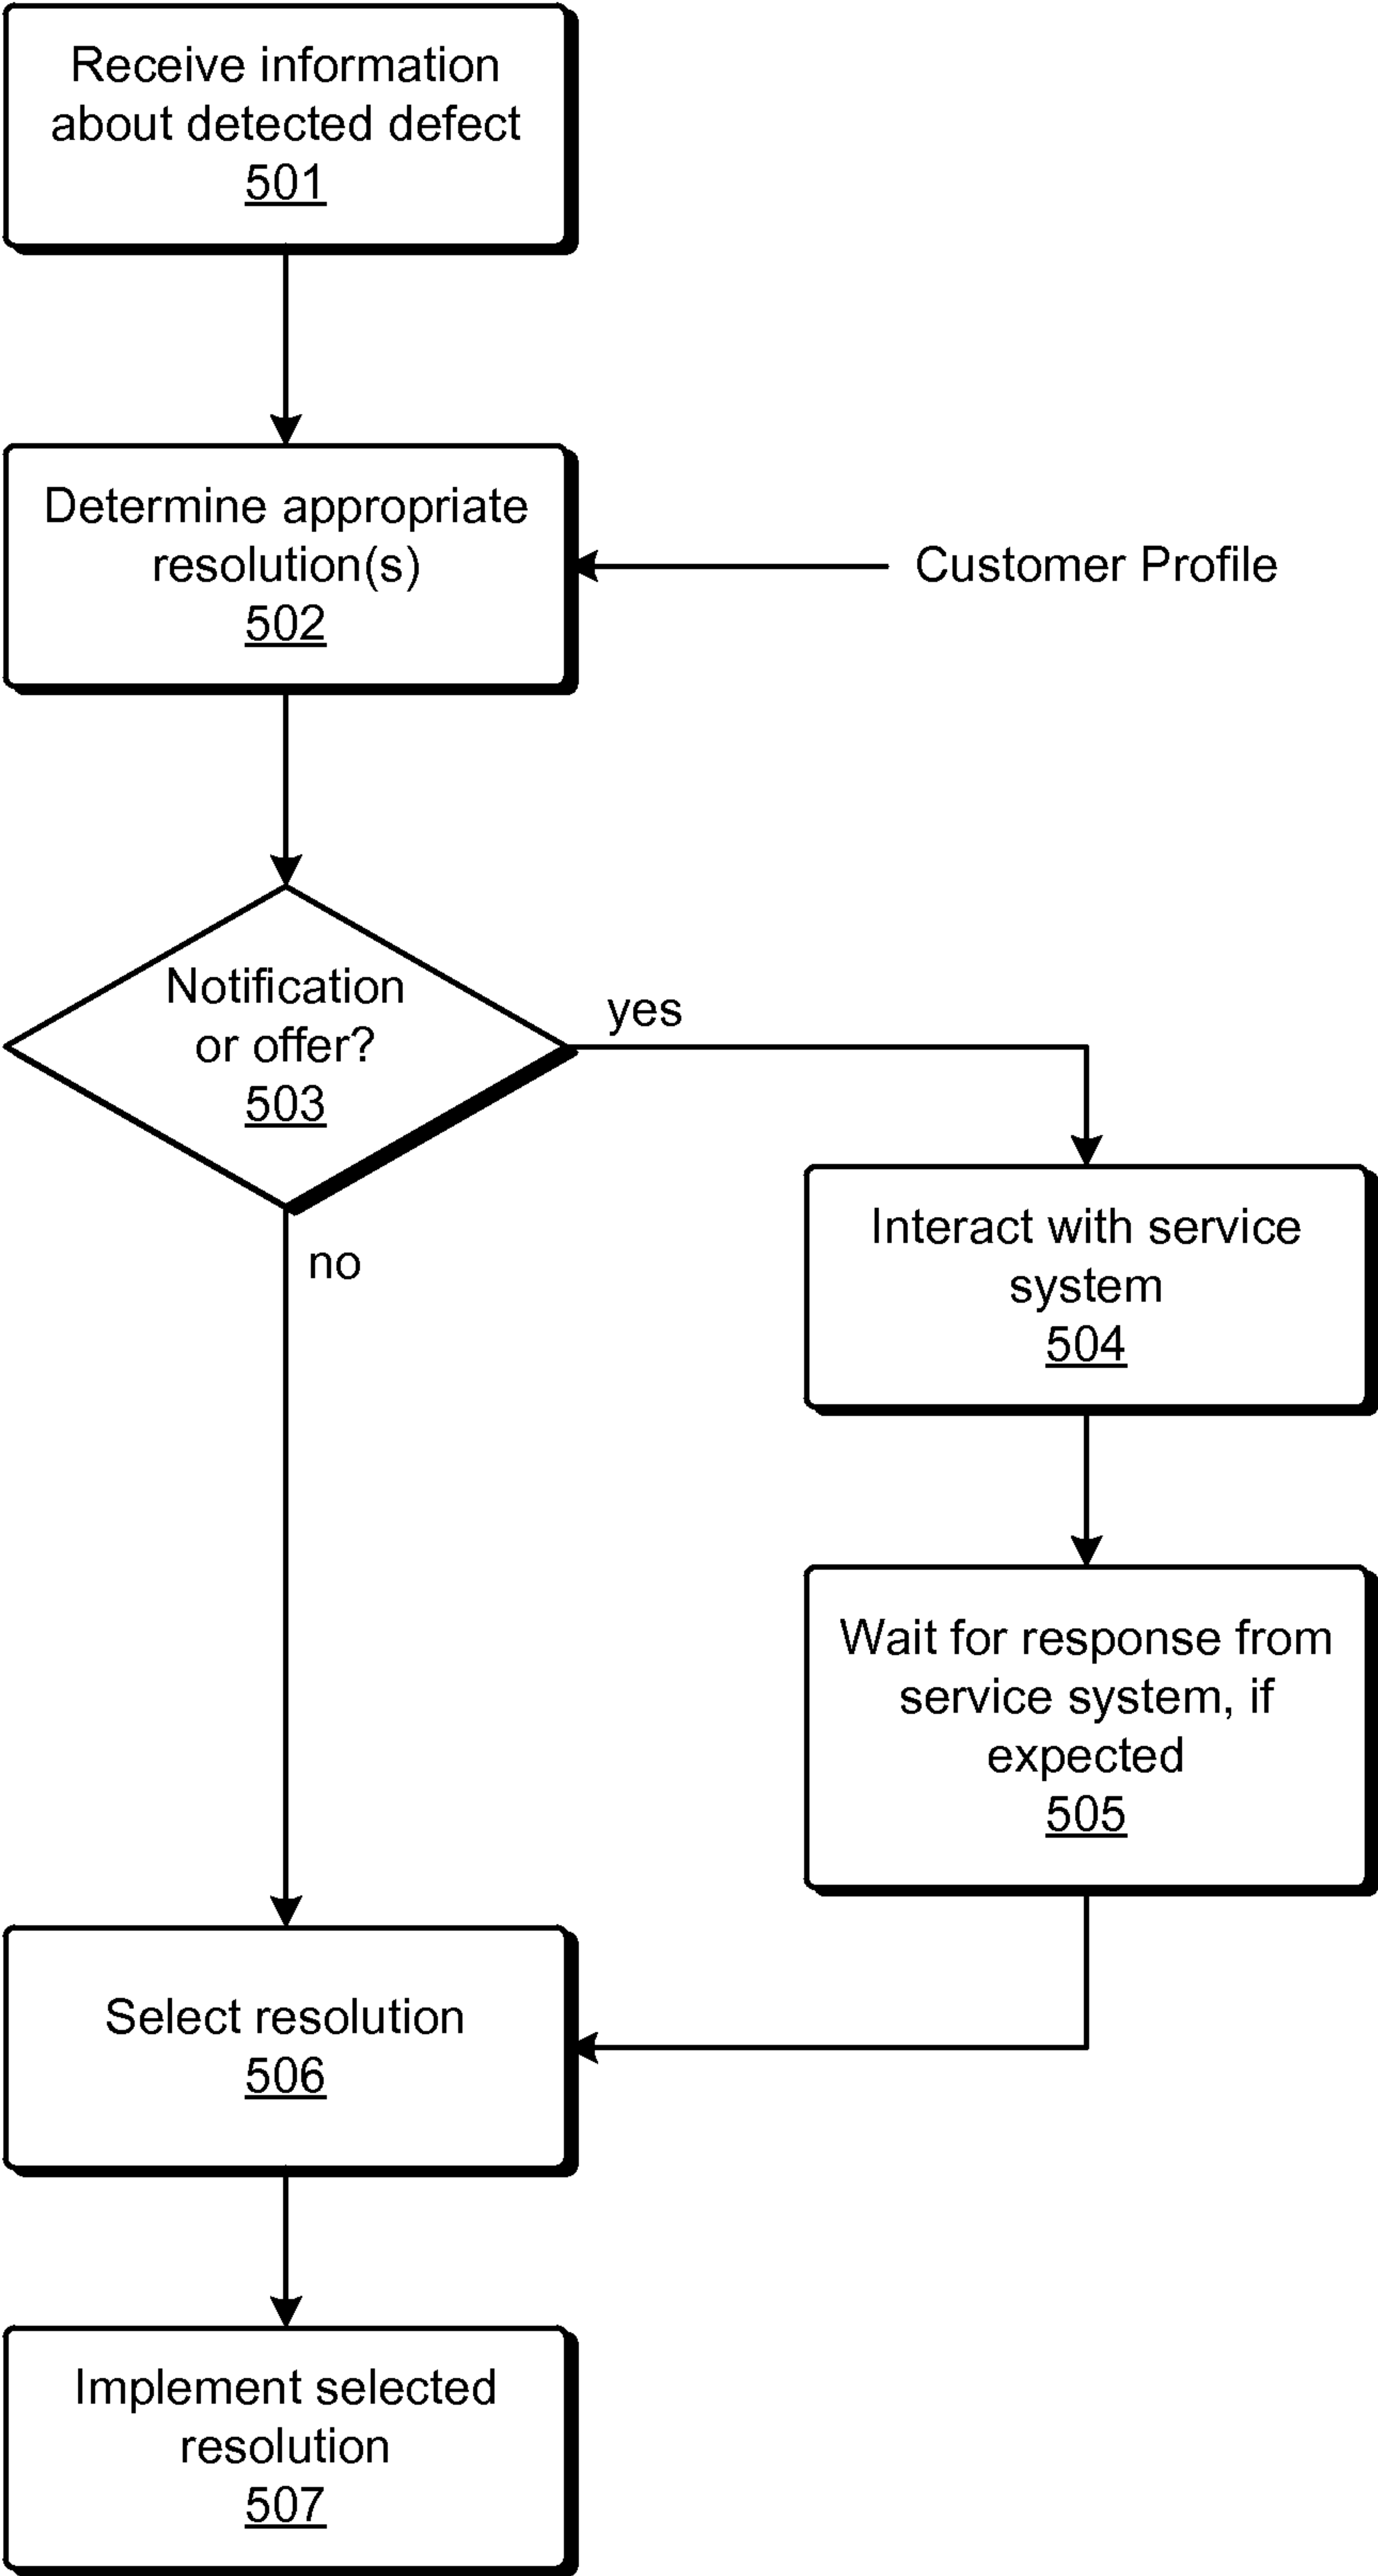 Receive information
about detected defect
501
Determine appropriate
resolution(s)
502
Customer Profile
Notification
or offer?
503
yes
no
Interact with service
system
504
Wait for response from
service system, if
expected
505
Select resolution
506
Implement selected
resolution
507